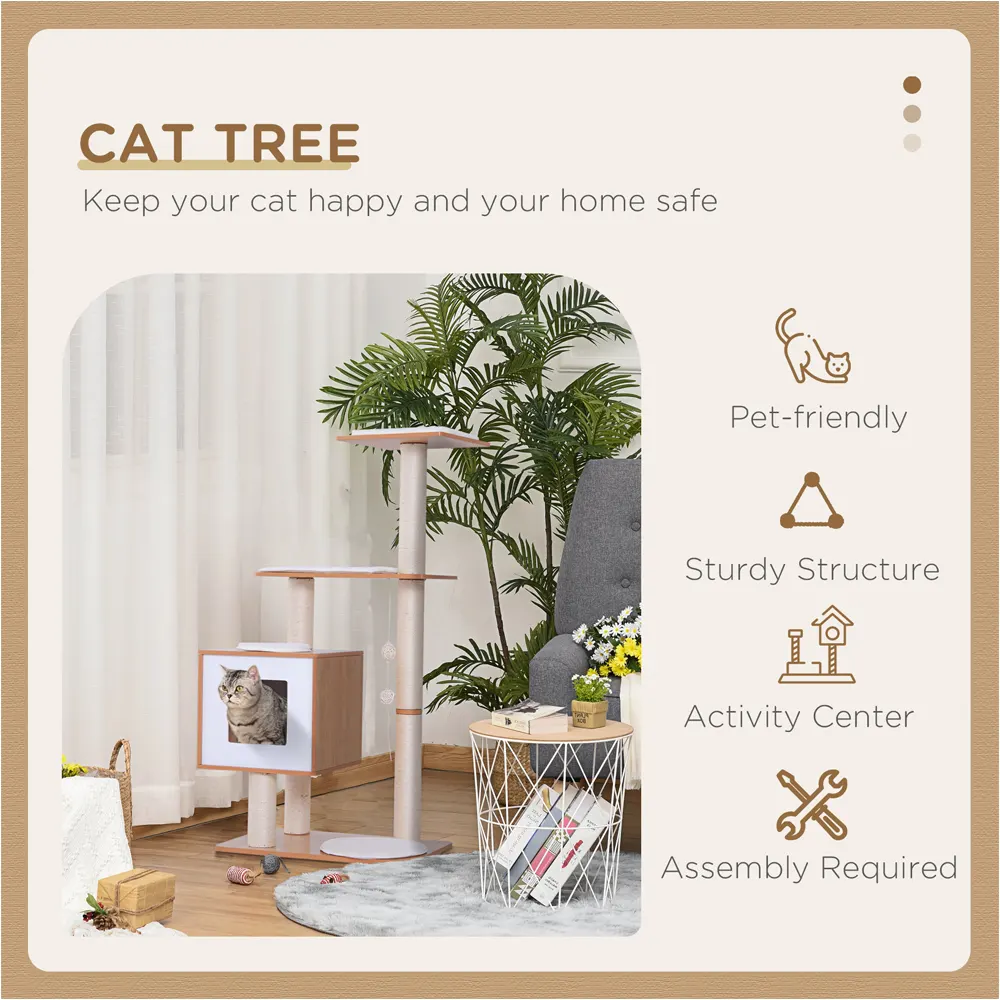 CAT TREE
Keep your cat happy and your home safe
Pet-friendly
Sturdy Structure
Activity Center
Assembly Required